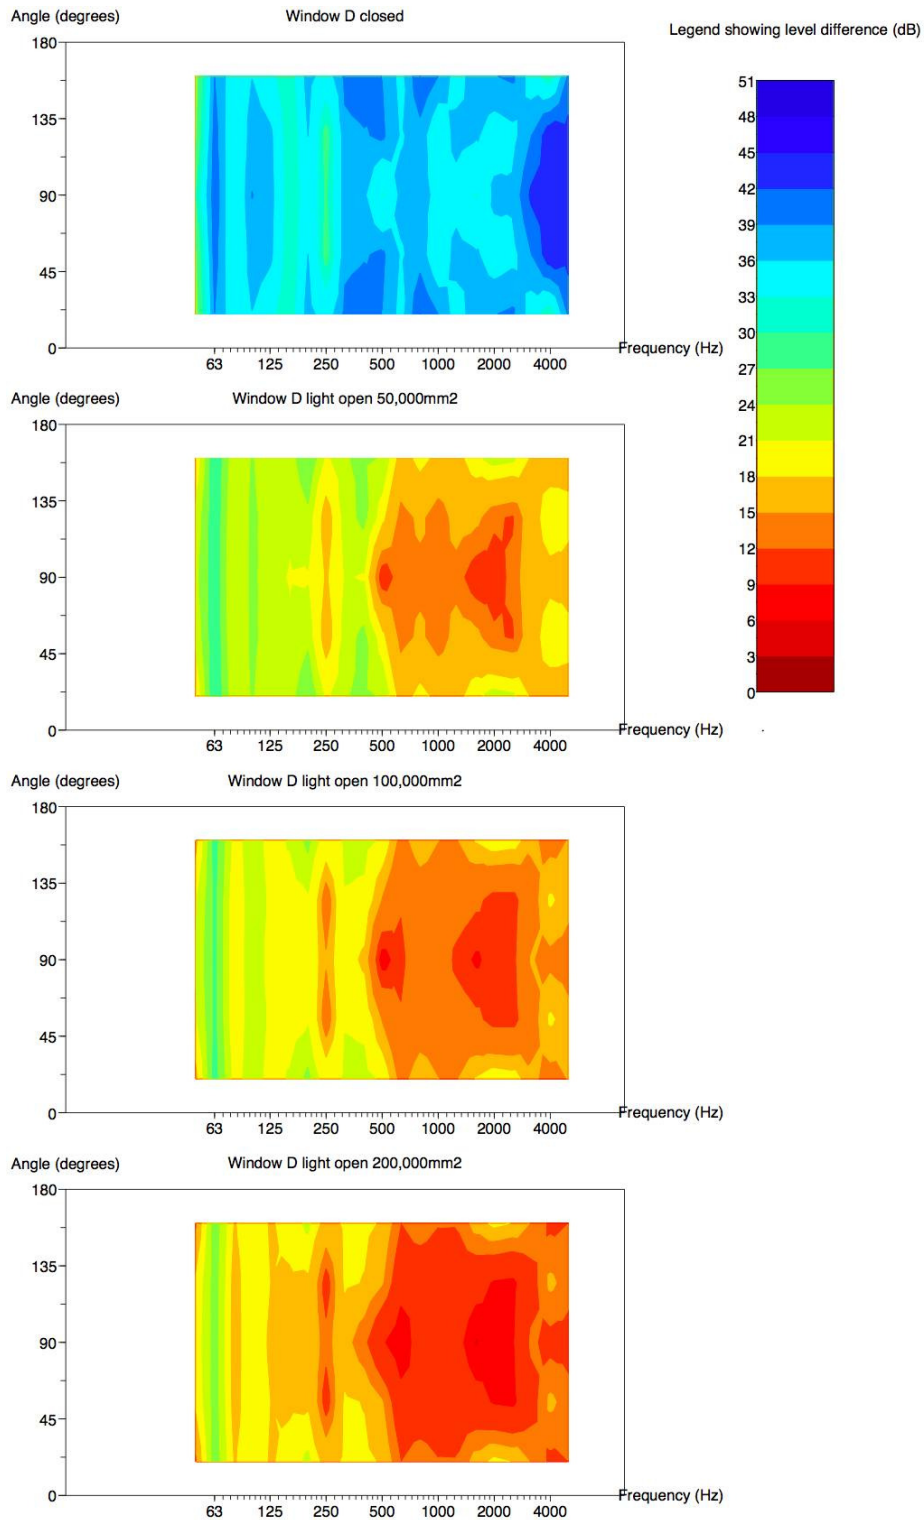 Angle (degrees)
Window D closed
Legend showing level difference (dB)
180
135
90
45
0
63 125 250 500 1000 2000 4000
Frequency (Hz)
51
48
45
42
39
36
33
30
27
24
21
18
15
12
9
6
3
0
Angle (degrees)
Window D light open 50,000mm2
180
135
90
45
0
63 125 250 500 1000 2000 4000
Frequency (Hz)
Angle (degrees)
Window D light open 100,000mm2
180
135
90
45
0
63 125 250 500 1000 2000 4000
Frequency (Hz)
Angle (degrees)
Window D light open 200,000mm2
180
135
90
45
0
63 125 250 500 1000 2000 4000
Frequency (Hz)